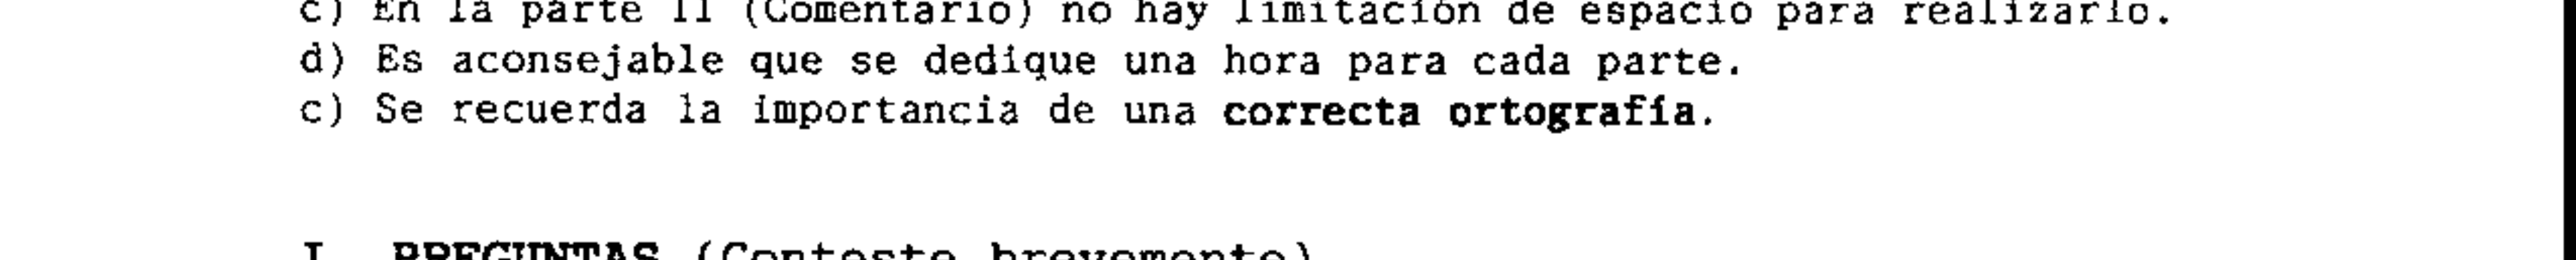 c) En la parte II (Comentario) no hay limitación de espacio para realizarlo.
d) Es aconsejable que se dedique una hora para cada parte.
c) Se recuerda la importancia de una correcta ortografía.
I. PREGUNTAS (Conteste brevemente)